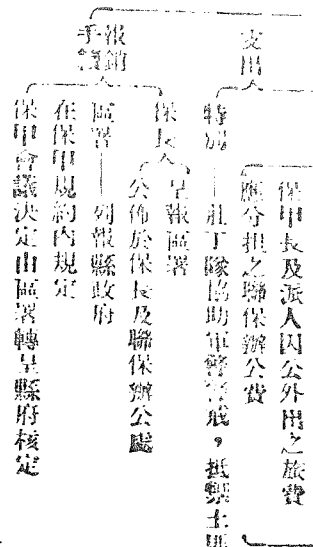 支出
保甲長及派人因公外出之旅費
應分担之聯保辦公費
特別
壯丁隊協助軍警警戒，抵禦土匪
報銷手續
保長
呈報區署
公佈於保長及聯保辦公處
區署
列報縣政府
在保甲規約內規定
保甲會議決定由區署轉呈縣府核定